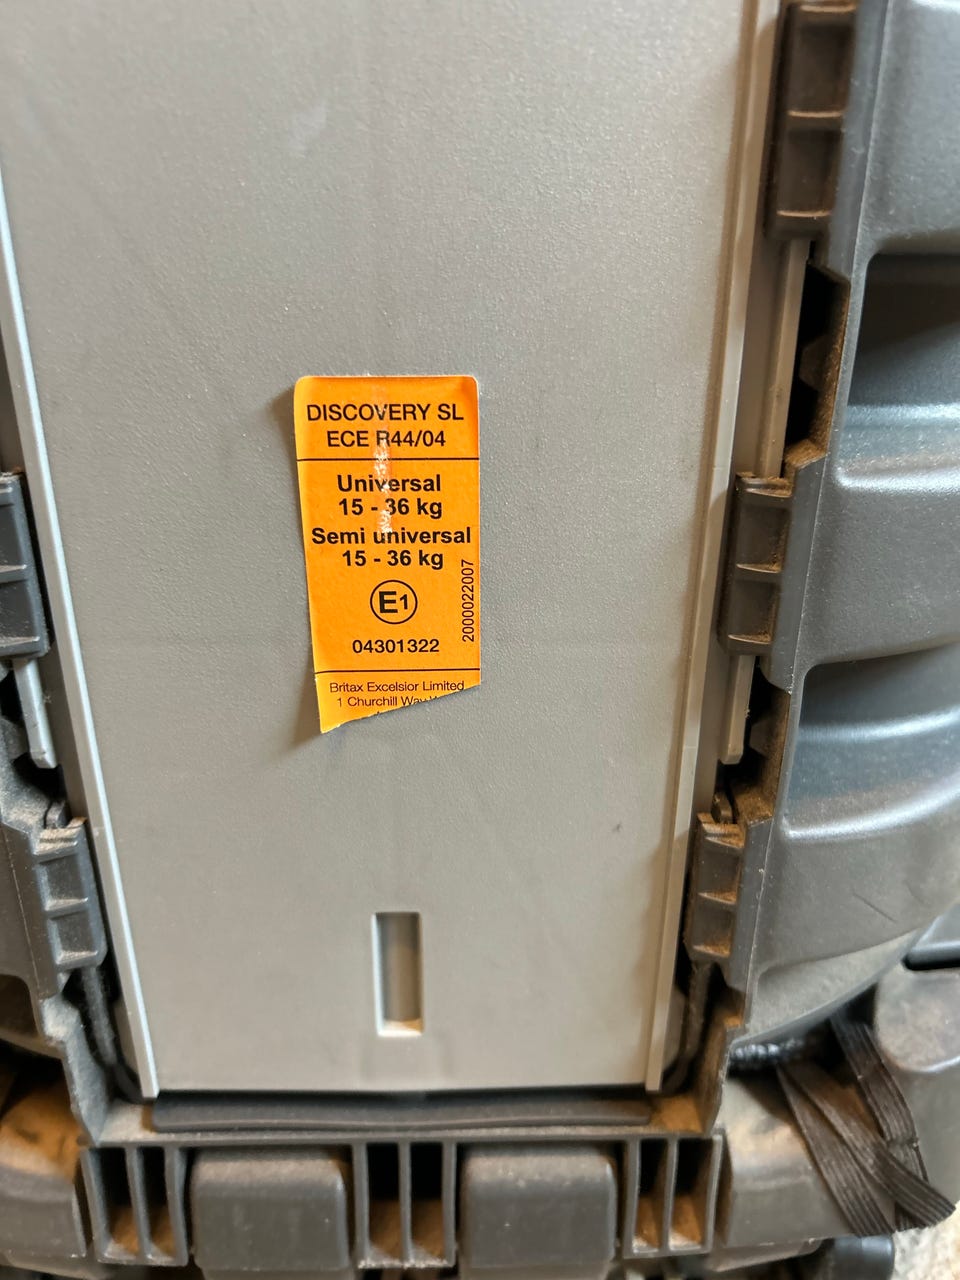 DISCOVERY SL
ECE R44/04
Universal
15 - 36 kg
Semi universal
15 - 36 kg
E1
2000022007
04301322
Britax Excelsior Limited
1 Churchill Way